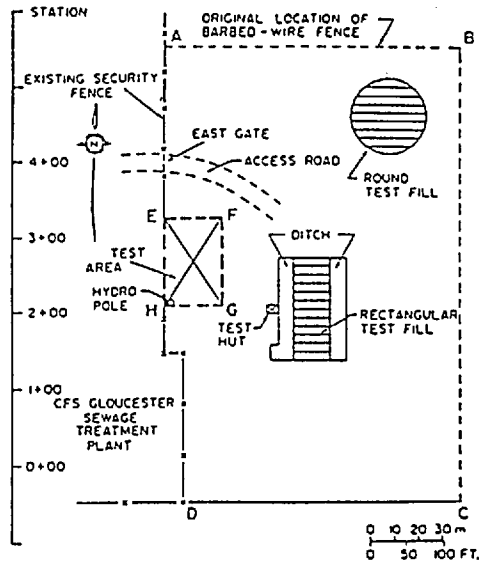 STATION
A
ORIGINAL LOCATION OF
BARBED-WIRE FENCE
B
EXISTING SECURITY
FENCE
N
EAST GATE
ACCESS ROAD
4+00
ROUND
TEST FILL
E
F
3+00
DITCH
TEST
AREA
HYDRO
POLE
2+00
H
G
TEST
HUT
RECTANGULAR
TEST FILL
1+00
CFS GLOUCESTER
SEWAGE
TREATMENT
PLANT
0+00
D
C
0 10 20 30 m
0 50 100 FT.